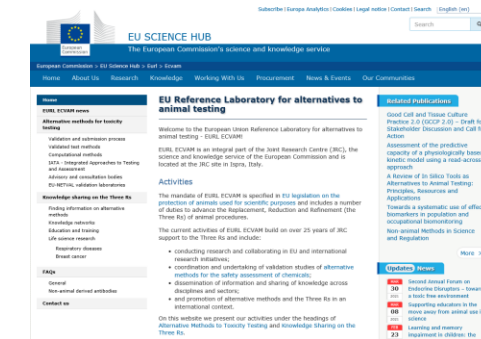 Subscribe | Europa Analytics | Cookies | Legal notice | Contact | Search English (en)
Search
European
Commission
EU SCIENCE HUB
The European Commission's science and knowledge service
European Commission > EU Science Hub > Eurl > Ecvam
Home About Us Research Knowledge Working With Us Procurement News & Events Our Communities
Home
EURL ECVAM news
Alternative methods for toxicity
testing
Validation and submission process
Validated test methods
Computational methods
IATA - Integrated Approaches to Testing
and Assessment
Advisory and consultation bodies
EU-NETVAL validation laboratories
Knowledge sharing on the Three Rs
Finding information on alternative
methods
Knowledge networks
Education and training
Life science research
Respiratory diseases
Breast cancer
FAQs
General
Non-animal derived antibodies
Contact us
EU Reference Laboratory for alternatives to
animal testing
Welcome to the European Union Reference Laboratory for alternatives to
animal testing - EURL ECVAM!
EURL ECVAM is an integral part of the Joint Research Centre (JRC), the
science and knowledge service of the European Commission and is
located at the JRC site in Ispra, Italy.
Activities
The mandate of EURL ECVAM is specified in EU legislation on the
protection of animals used for scientific purposes and includes a number
of duties to advance the Replacement, Reduction and Refinement (the
Three Rs) of animal procedures.
The current activities of EURL ECVAM build on over 25 years of JRC
support to the Three Rs and include:
• conducting research and collaborating in EU and international
research initiatives;
• coordination and undertaking of validation studies of alternative
methods for the safety assessment of chemicals;
• dissemination of information and sharing of knowledge across
disciplines and sectors;
• and promotion of alternative methods and the Three Rs in an
international context.
On this website we present our activities under the headings of
Alternative Methods to Toxicity Testing and Knowledge Sharing on the
Three Rs.
Related Publications
Good Cell and Tissue Culture
Practice 2.0 (GCCP 2.0) – Draft fo
Stakeholder Discussion and Call f
Action
Assessment of the predictive
capacity of a physiologically based
kinetic model using a read-across
approach
A Review of In Silico Tools as
Alternatives to Animal Testing:
Principles, Resources and
Applications
Towards a systematic use of effec
biomarkers in population and
occupational biomonitoring
Non-animal Methods in Science
and Regulation
More >
Updates News
30
Second Annual Forum on
Endocrine Disruptors – towar
a toxic free environment
08
Supporting educators in the
move away from animal use i
science
FEB
23
Learning and memory
impairment in children: the